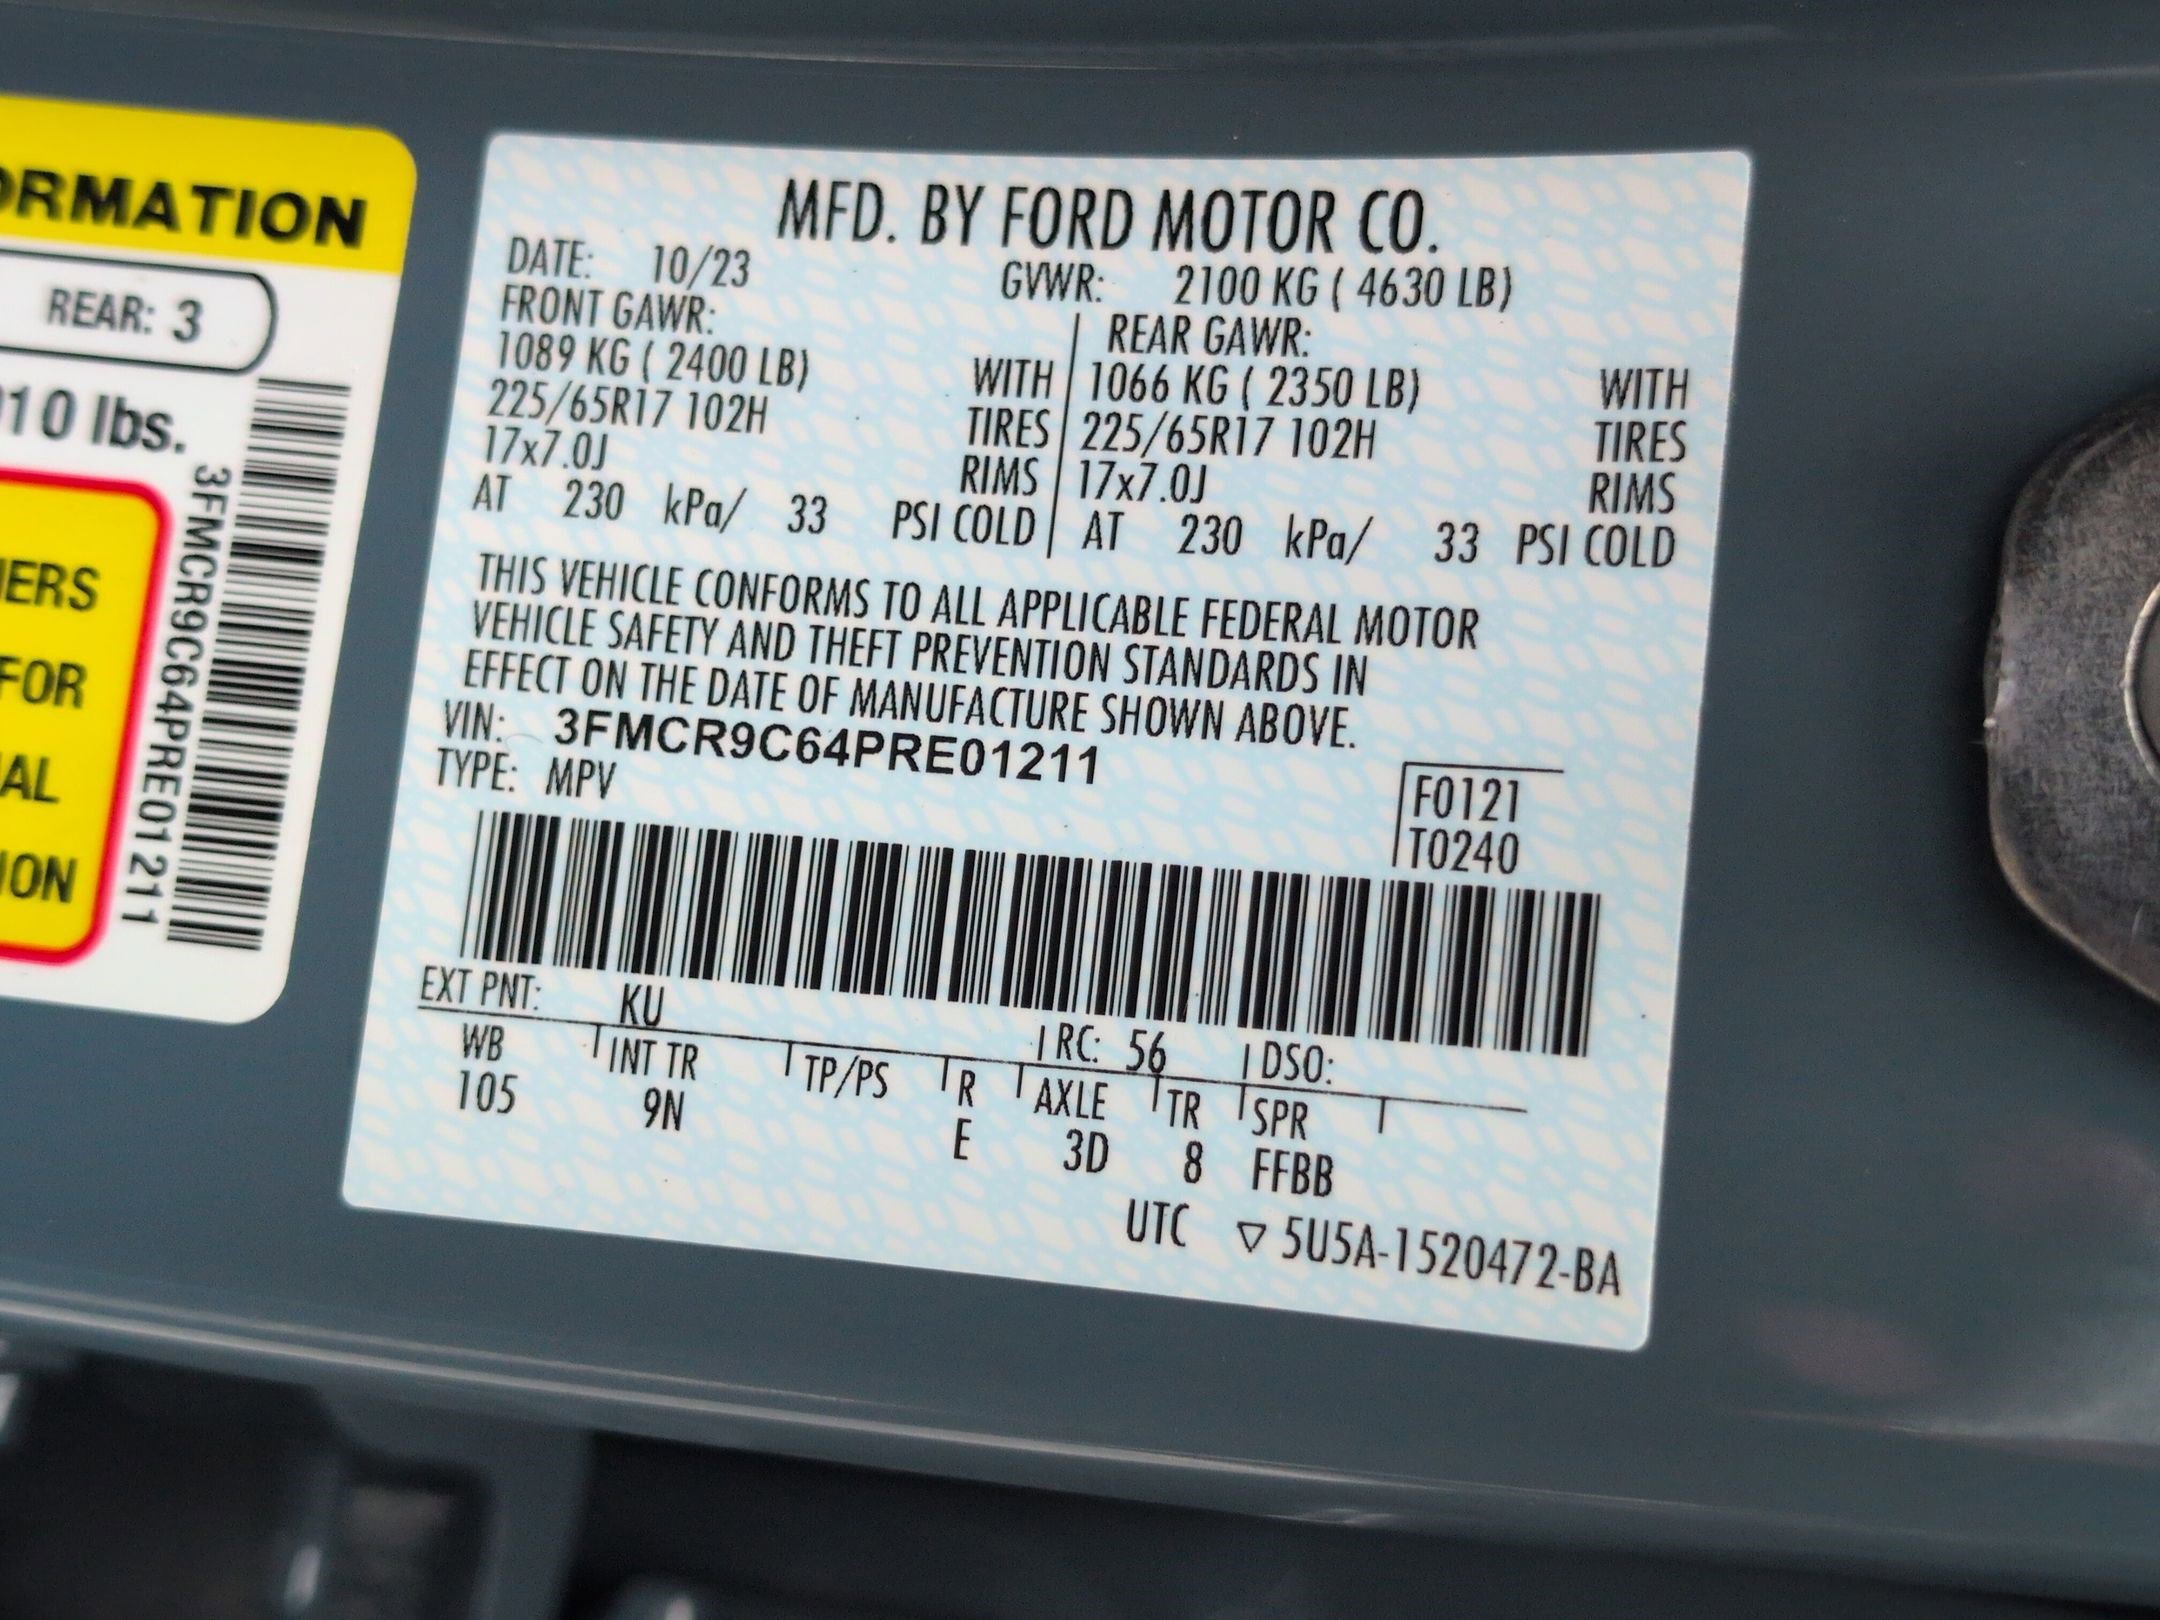 ORMATION
REAR: 3
10 lbs.
3FMCR9C64PRE01211
IERS
FOR
IAL
ION
MFD. BY FORD MOTOR CO.
DATE: 10/23 GVWR: 2100 KG ( 4630 LB)
FRONT GAWR: REAR GAWR:
1089 KG ( 2400 LB) WITH 1066 KG ( 2350 LB) WITH
225/65R17 102H TIRES 225/65R17 102H TIRES
17x7.0J RIMS 17x7.0J RIMS
AT 230 kPa/ 33 PSI COLD AT 230 kPa/ 33 PSI COLD
THIS VEHICLE CONFORMS TO ALL APPLICABLE FEDERAL MOTOR
VEHICLE SAFETY AND THEFT PREVENTION STANDARDS IN
EFFECT ON THE DATE OF MANUFACTURE SHOWN ABOVE.
VIN: 3FMCR9C64PRE01211
TYPE: MPV
F0121
T0240
EXT PNT: KU RC: 56 DSO:
WB INT TR TP/PS R AXLE TR SPR
105 9N E 3D 8 FFBB
UTC ▽ 5U5A-1520472-BA